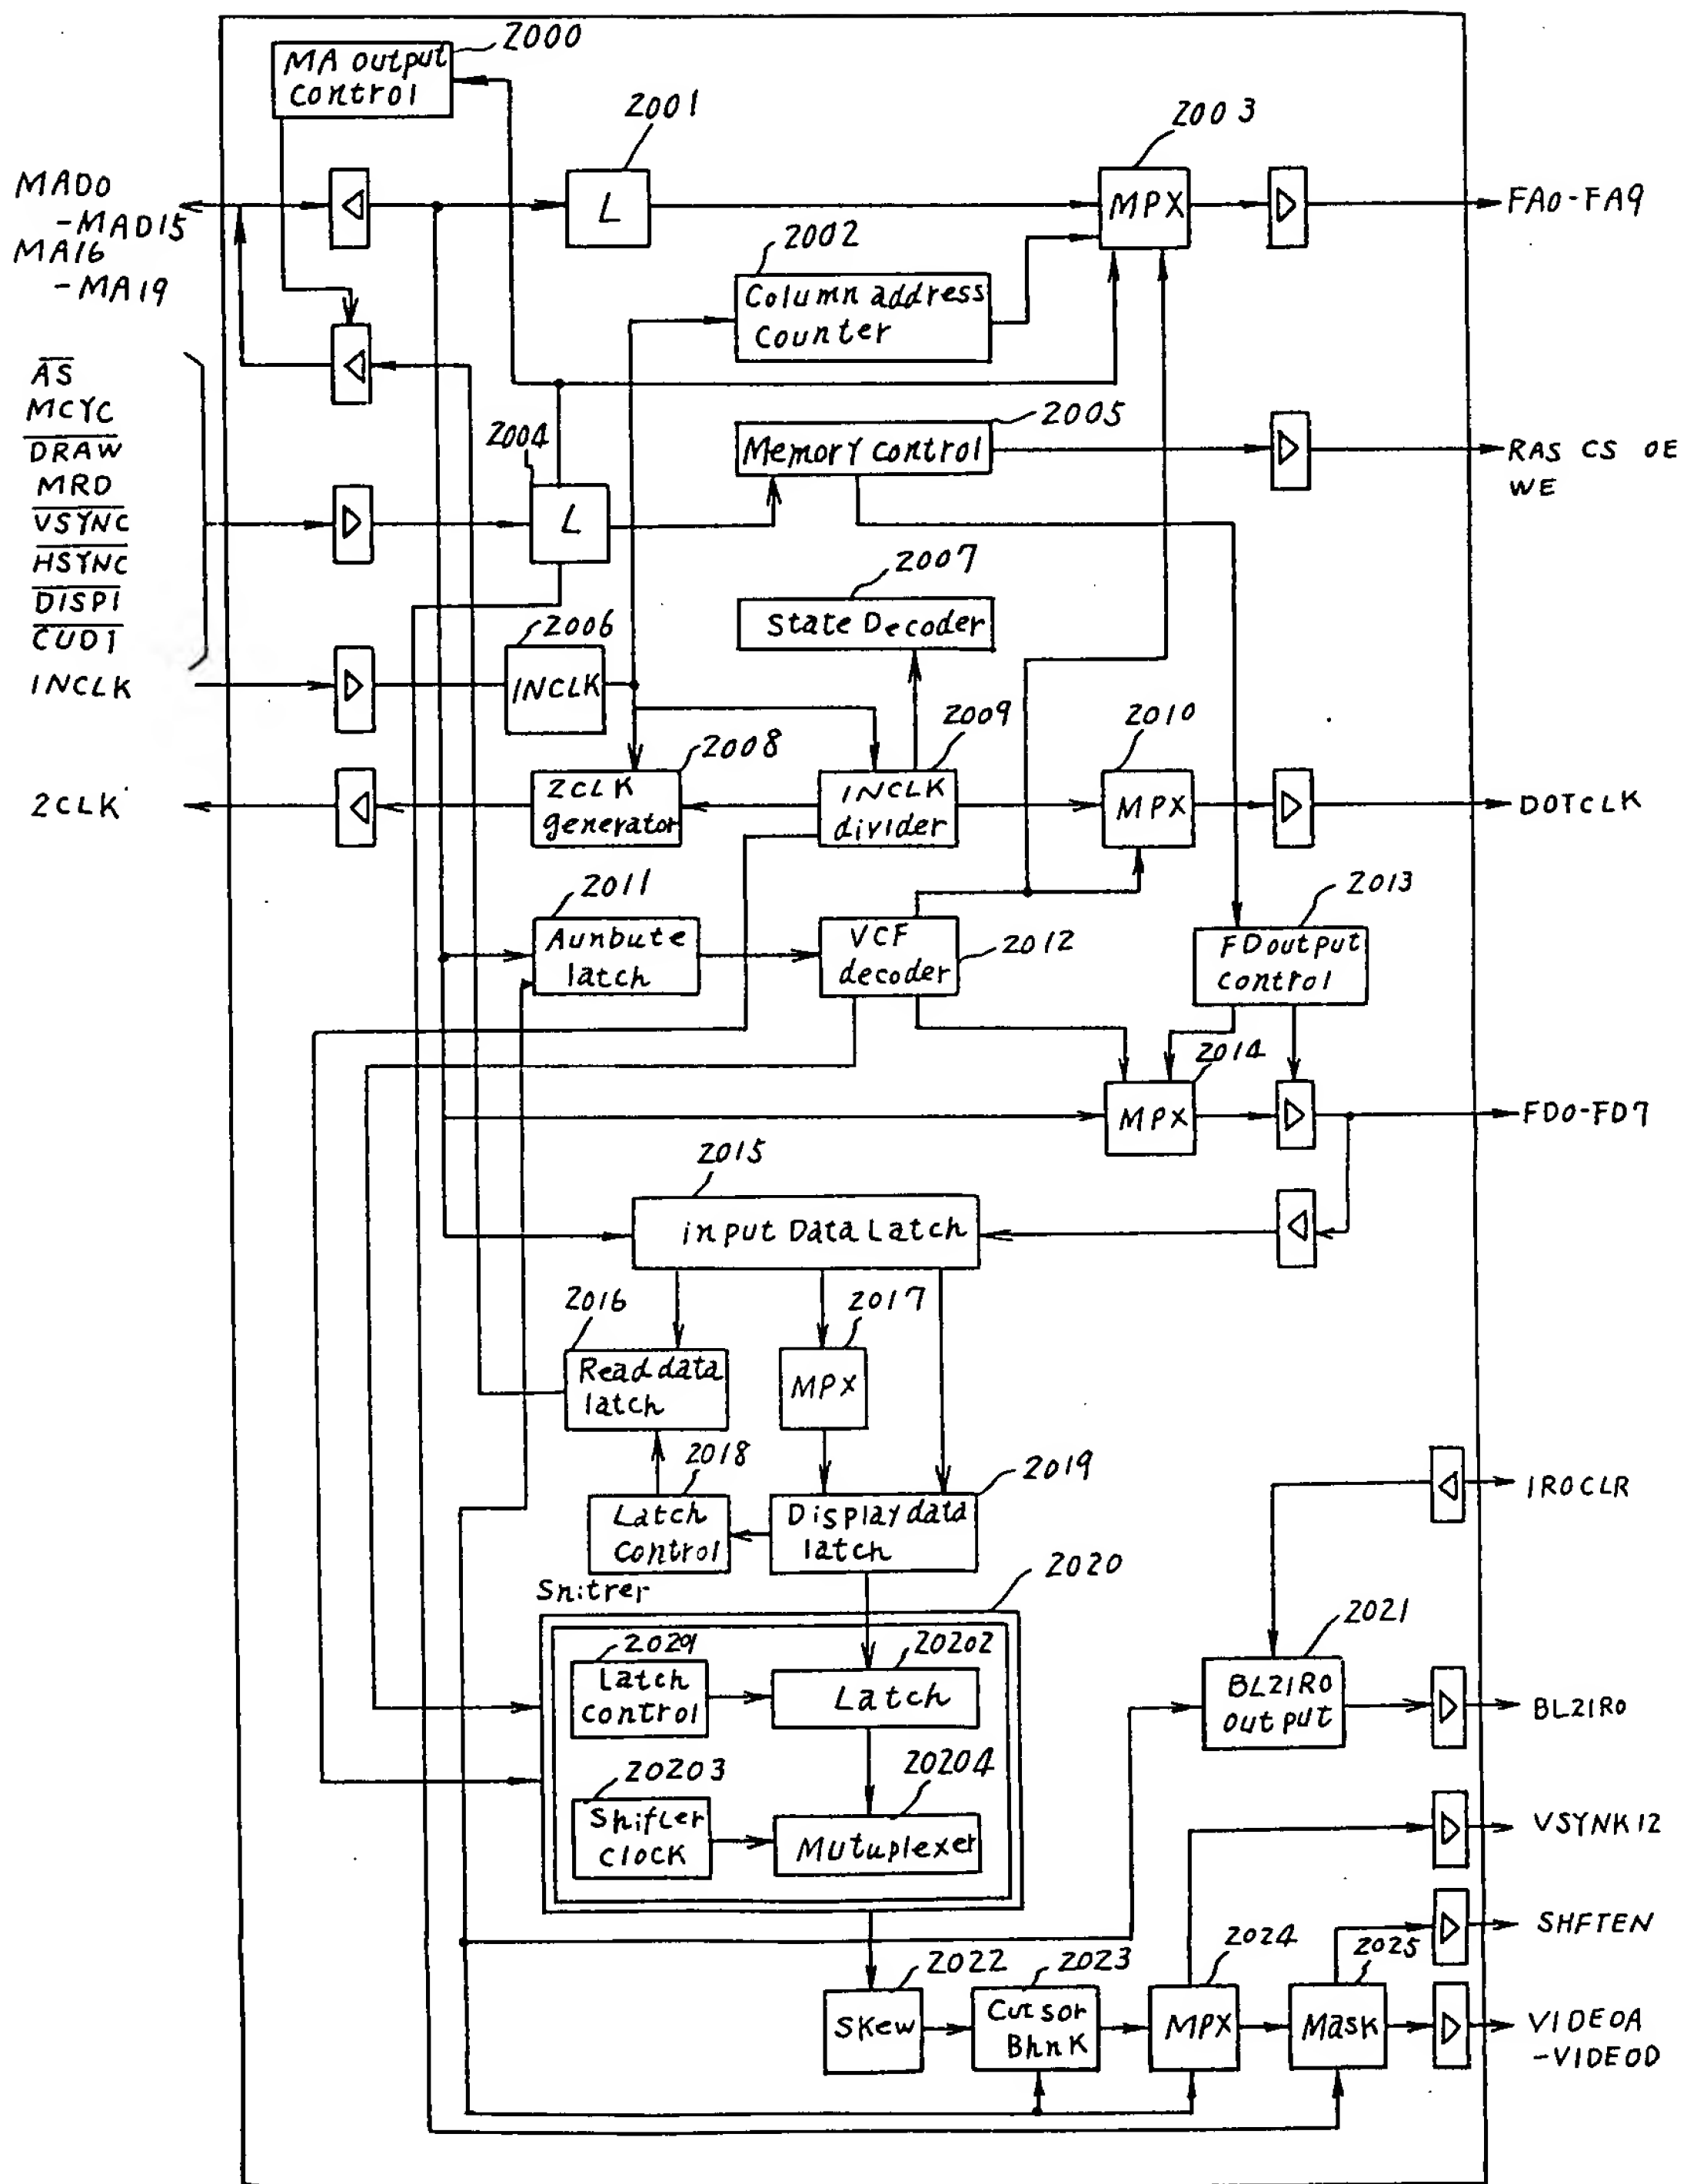 2000
MA output
control
2001
2003
MAD0
-MAD15
MA16
-MA19
L
MPX
FA0-FA9
2002
Column address
Counter
AS
MCYC
DRAW
MRD
VSYNC
HSYNC
DISP1
CUD1
2004
L
2005
Memory control
RAS CS OE
WE
2007
State Decoder
2006
INCLK
INCLK
2008
2009
2010
2CLK
2CLK
generator
INCLK
divider
MPX
DOTCLK
2011
Aunbute
latch
VCF
decoder
2012
2013
FD output
control
2014
MPX
FD0-FD7
2015
input Data Latch
2016
2017
Read data
latch
MPX
2018
2019
Latch
control
Display data
latch
IROCLR
Snitrer
2020
2021
20201
20202
Latch
control
Latch
BL21R0
output
BL21R0
20203
20204
Shifler
clock
Mutuplexer
VSYNK12
SHFTEN
2022
2023
2024
2025
Skew
Cutsor
BhnK
MPX
Mask
VIDEOA
-VIDEOD